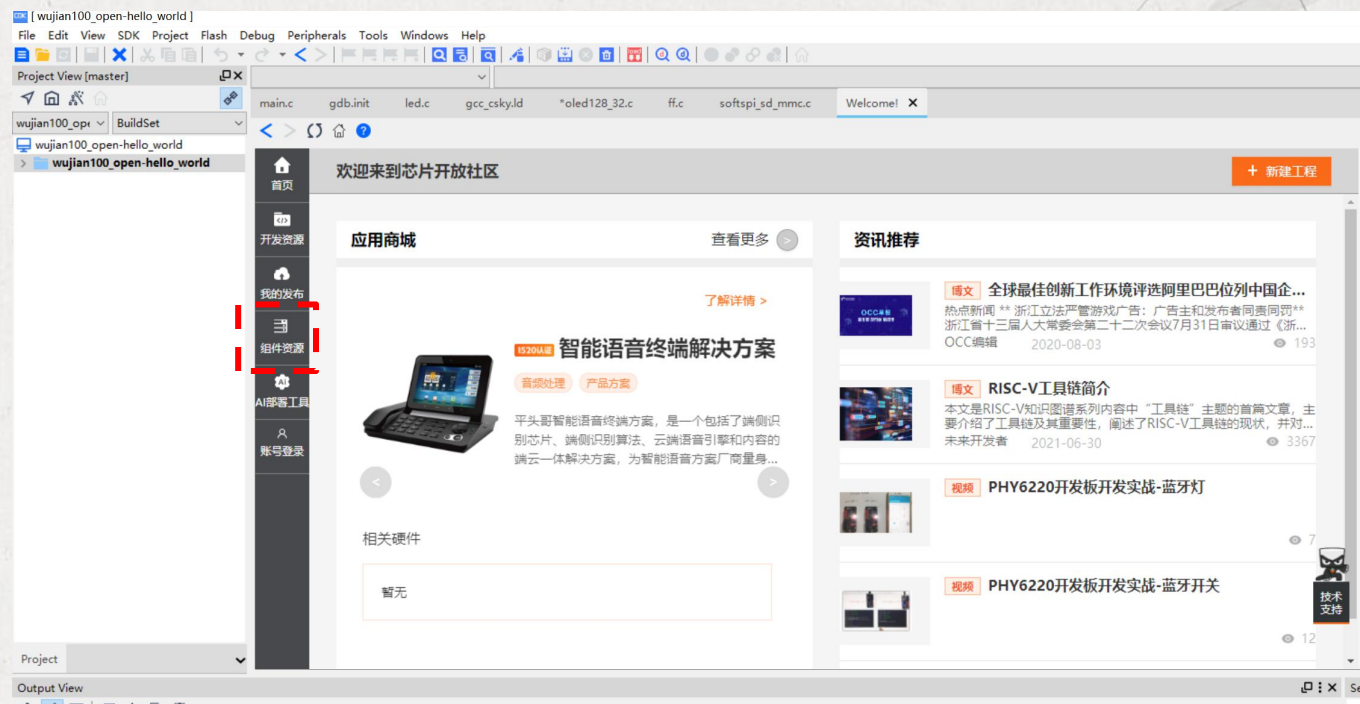 [ wujian100_open-hello_world ]
File Edit View SDK Project Flash Debug Peripherals Tools Windows Help
Project View [master]
main.c gdb.init led.c gcc_csky.ld *oled128_32.c ff.c softspi_sd_mmc.c Welcome!
wujian100_ope BuildSet
wujian100_open-hello_world
wujian100_open-hello_world
首页
开发资源
我的发布
组件资源
AI部署工具
账号登录
欢迎来到芯片开放社区
+ 新建工程
应用商城
查看更多 >
了解详情 >
1520认证 智能语音终端解决方案
音频处理 产品方案
平头哥智能语音终端方案，是一个包括了端侧识
别芯片、端侧识别算法、云端语音引擎和内容的
端云一体解决方案，为智能语音方案厂商量身...
相关硬件
暂无
资讯推荐
博文 全球最佳创新工作环境评选阿里巴巴位列中国企...
热点新闻 ** 浙江立法严管游戏广告：广告主和发布者同责同罚**
浙江省十三届人大常委会第二十二次会议7月31日审议通过《浙...
OCC编辑 2020-08-03 193
博文 RISC-V工具链简介
本文是RISC-V知识图谱系列内容中“工具链”主题的首篇文章，主
要介绍了工具链及其重要性，阐述了RISC-V工具链的现状，并对...
未来开发者 2021-06-30 3367
视频 PHY6220开发板开发实战-蓝牙灯
7
视频 PHY6220开发板开发实战-蓝牙开关
12
技术
支持
Project
Output View
Se